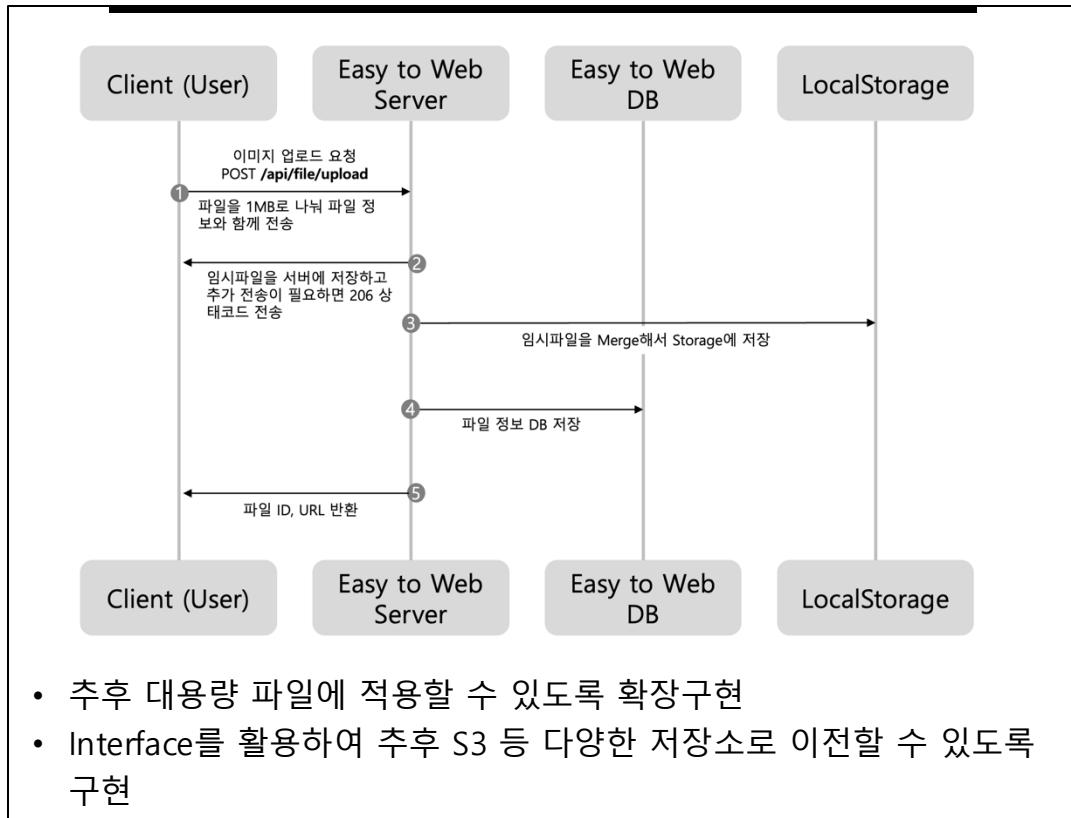 Client (User)
Easy to Web
Server
Easy to Web
DB
LocalStorage
이미지 업로드 요청
POST /api/file/upload
1
파일을 1MB로 나눠 파일 정
보와 함께 전송
2
임시파일을 서버에 저장하고
추가 전송이 필요하면 206 상
태코드 전송
3
임시파일을 Merge해서 Storage에 저장
4
파일 정보 DB 저장
5
파일 ID, URL 반환
Client (User)
Easy to Web
Server
Easy to Web
DB
LocalStorage
• 추후 대용량 파일에 적용할 수 있도록 확장구현
• Interface를 활용하여 추후 S3 등 다양한 저장소로 이전할 수 있도록
구현